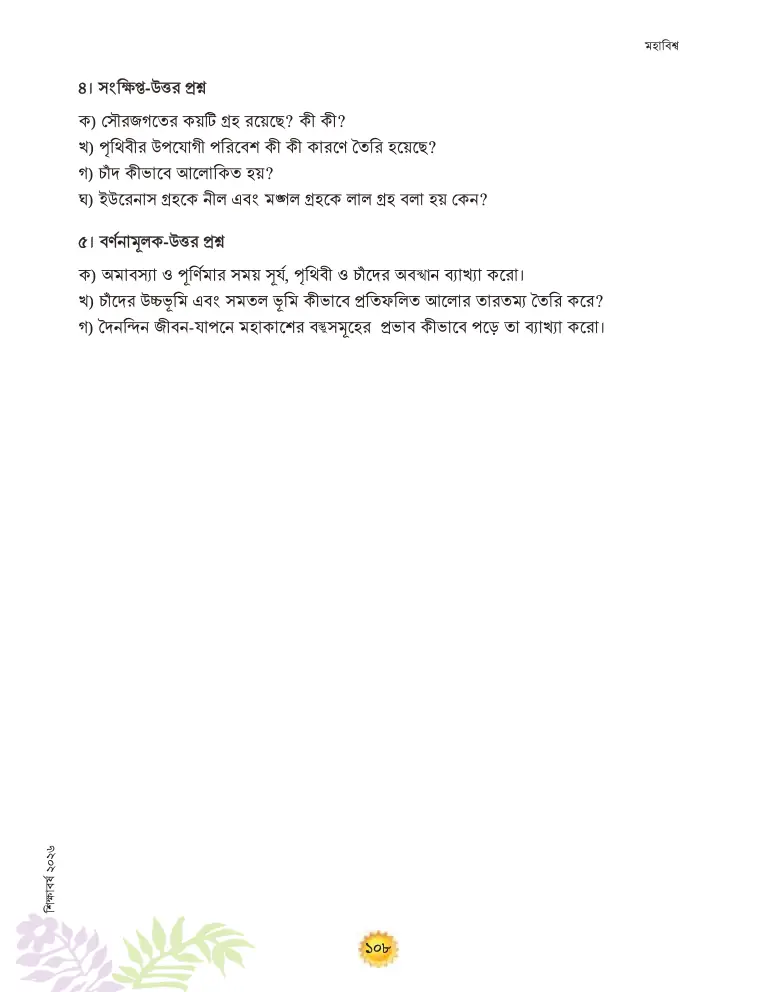 মহাবিশ্ব
৪। সংক্ষিপ্ত-উত্তর প্রশ্ন
ক) সৌরজগতের কয়টি গ্রহ রয়েছে? কী কী?
খ) পৃথিবীর উপযোগী পরিবেশ কী কী কারণে তৈরি হয়েছে?
গ) চাঁদ কীভাবে আলোকিত হয়?
ঘ) ইউরেনাস গ্রহকে নীল এবং মঙ্গল গ্রহকে লাল গ্রহ বলা হয় কেন?
৫। বর্ণনামূলক-উত্তর প্রশ্ন
ক) অমাবস্যা ও পূর্ণিমার সময় সূর্য, পৃথিবী ও চাঁদের অবস্থান ব্যাখ্যা করো।
খ) চাঁদের উচ্চভূমি এবং সমতল ভূমি কীভাবে প্রতিফলিত আলোর তারতম্য তৈরি করে?
গ) দৈনন্দিন জীবন-যাপনে মহাকাশের বস্তুসমূহের প্রভাব কীভাবে পড়ে তা ব্যাখ্যা করো।
শিক্ষাবর্ষ ২০২৬
১০৮